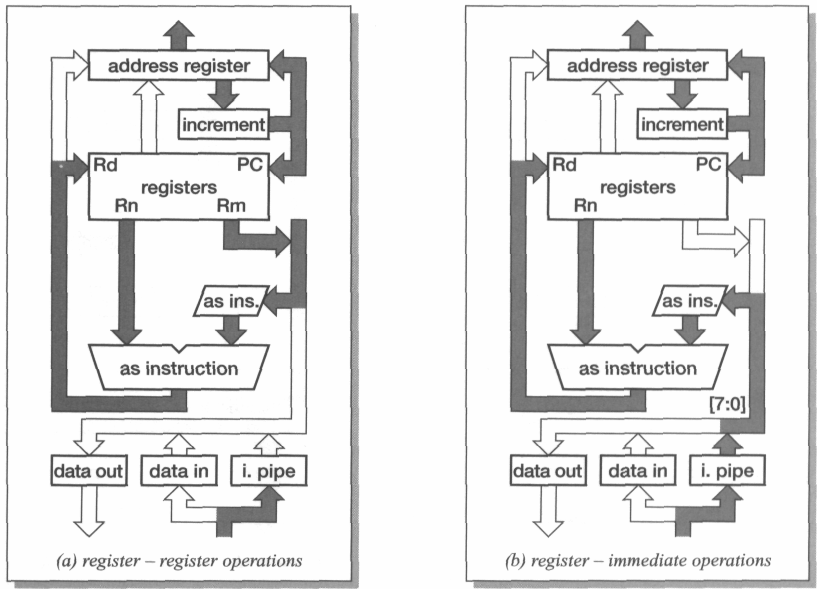 address register
increment
Rd PC
registers
Rn Rm
as ins.
as instruction
data out data in i. pipe
(a) register – register operations
address register
increment
Rd PC
registers
Rn
as ins.
as instruction
[7:0]
data out data in i. pipe
(b) register – immediate operations